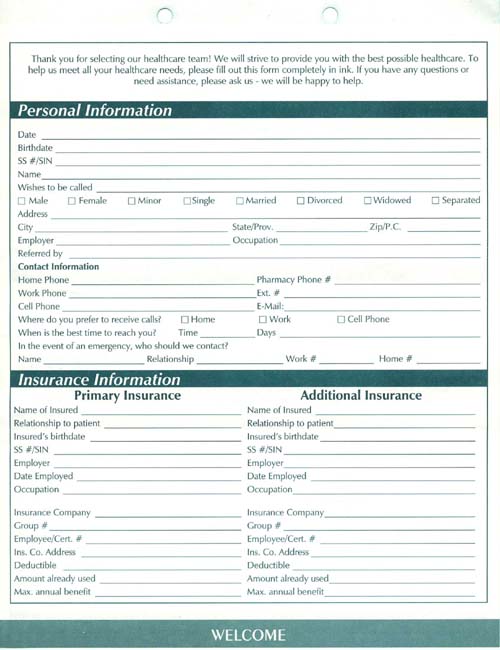 Thank you for selecting our healthcare team! We will strive to provide you with the best possible healthcare. To
help us meet all your healthcare needs, please fill out this form completely in ink. If you have any questions or
need assistance, please ask us - we will be happy to help.
Personal Information
Date
Birthdate
SS #/SIN
Name
Wishes to be called
Male Female Minor Single Married Divorced Widowed Separated
Address
City State/Prov. Zip/P.C.
Employer Occupation
Referred by
Contact Information
Home Phone Pharmacy Phone #
Work Phone Ext. #
Cell Phone E-Mail:
Where do you prefer to receive calls? Home Work Cell Phone
When is the best time to reach you? Time Days
In the event of an emergency, who should we contact?
Name Relationship Work # Home #
Insurance Information
Primary Insurance Additional Insurance
Name of Insured Name of Insured
Relationship to patient Relationship to patient
Insured's birthdate Insured's birthdate
SS #/SIN SS #/SIN
Employer Employer
Date Employed Date Employed
Occupation Occupation
Insurance Company Insurance Company
Group # Group #
Employee/Cert. # Employee/Cert. #
Ins. Co. Address Ins. Co. Address
Deductible Deductible
Amount already used Amount already used
Max. annual benefit Max. annual benefit
WELCOME